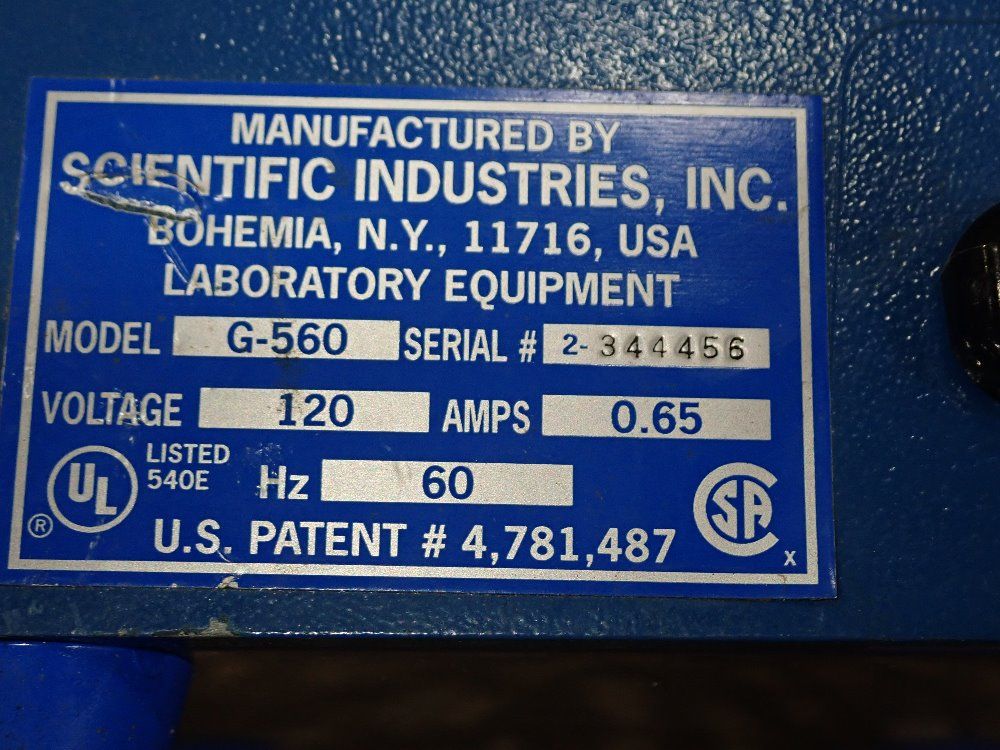 MANUFACTURED BY
SCIENTIFIC INDUSTRIES, INC.
BOHEMIA, N.Y., 11716, USA
LABORATORY EQUIPMENT
MODEL G-560 SERIAL # 2-344456
VOLTAGE 120 AMPS 0.65
UL LISTED
540E Hz 60 SA
® U.S. PATENT # 4,781,487 x